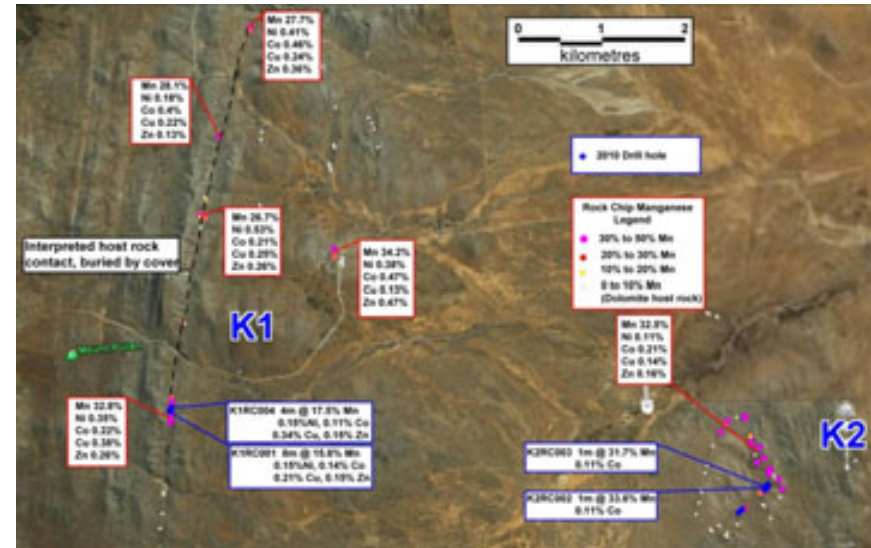 Mn 27.7%
Ni 0.41%
Co 0.46%
Cu 0.24%
Zn 0.36%
0 1 2
kilometres
Mn 28.1%
Ni 0.18%
Co 0.4%
Cu 0.22%
Zn 0.13%
2010 Drill hole
Rock Chip Manganese
Legend
30% to 50% Mn
20% to 30% Mn
10% to 20% Mn
0 to 10% Mn
(Dolomite host rock)
Mn 26.7%
Ni 0.53%
Co 0.21%
Cu 0.25%
Zn 0.26%
Interpreted host rock
contact, buried by cover
Mn 34.2%
Ni 0.38%
Co 0.47%
Cu 0.13%
Zn 0.47%
K1
Mn 32.5%
Ni 0.11%
Co 0.21%
Cu 0.14%
Zn 0.16%
Mn 32.8%
Ni 0.35%
Co 0.22%
Cu 0.38%
Zn 0.26%
K1RC004 4m @ 17.5% Mn
0.15%Ni, 0.11% Co
0.34% Cu, 0.15% Zn
K1RC001 8m @ 15.8% Mn
0.15%Ni, 0.14% Co
0.21% Cu, 0.15% Zn
K2
K2RC003 1m @ 31.7% Mn
0.11% Co
K2RC002 1m @ 33.6% Mn
0.11% Co